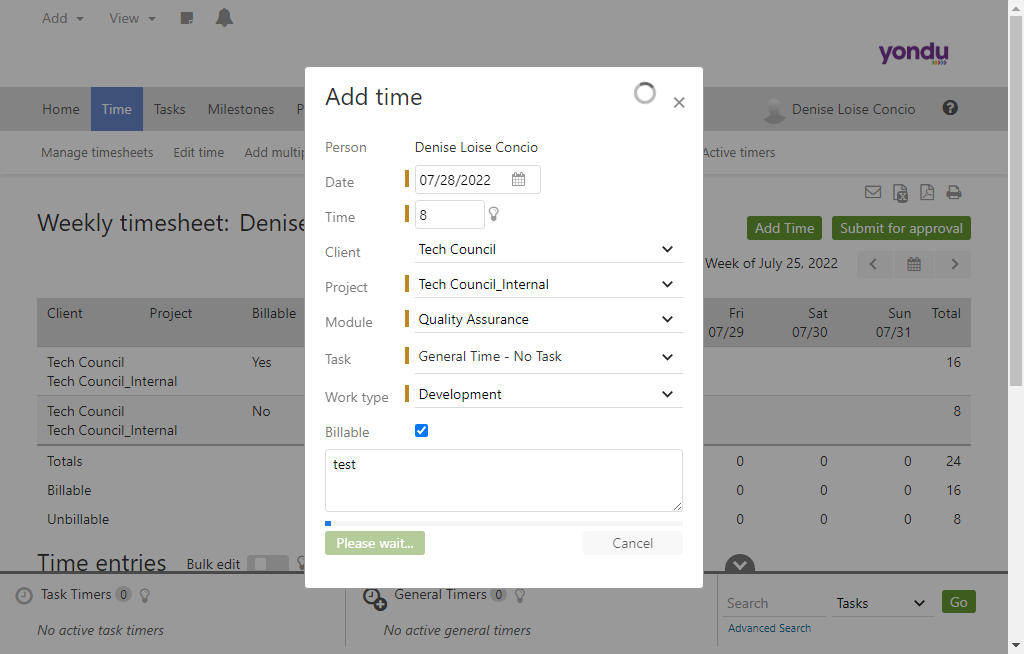 Add View
yondu
Home Time Tasks Milestones Denise Loise Concio
Manage timesheets Edit time Active timers
Add time
Person Denise Loise Concio
Date 07/28/2022
Time 8
Client Tech Council
Project Tech Council_Internal
Module Quality Assurance
Task General Time - No Task
Work type Development
Billable
test
Please wait... Cancel
Weekly timesheet: Denise
Add Time Submit for approval
Week of July 25, 2022
Client Project Billable Fri Sat Sun Total
07/29 07/30 07/31
Tech Council Yes 16
Tech Council_Internal
Tech Council No 8
Tech Council_Internal
Totals 0 0 0 24
Billable 0 0 0 16
Unbillable 0 0 0 8
Time entries Bulk edit
Task Timers 0 General Timers 0
No active task timers No active general timers
Search Tasks Go
Advanced Search